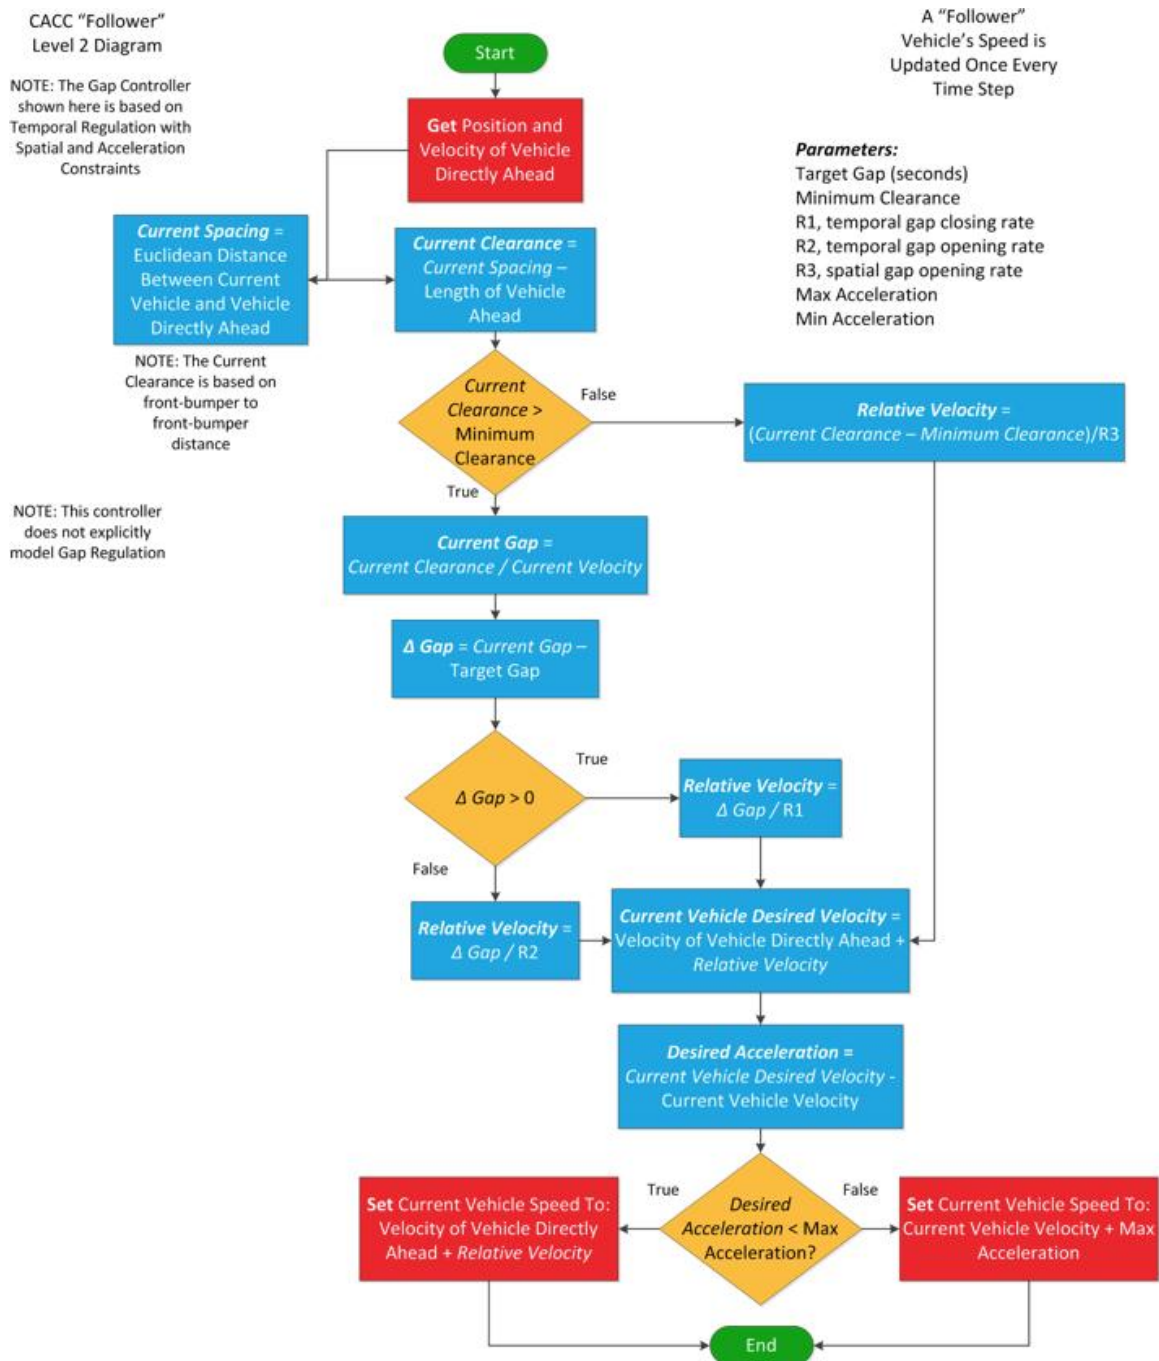 CACC “Follower”
Level 2 Diagram
NOTE: The Gap Controller
shown here is based on
Temporal Regulation with
Spatial and Acceleration
Constraints
A “Follower”
Vehicle’s Speed is
Updated Once Every
Time Step
Parameters:
Target Gap (seconds)
Minimum Clearance
R1, temporal gap closing rate
R2, temporal gap opening rate
R3, spatial gap opening rate
Max Acceleration
Min Acceleration
Start
Get Position and
Velocity of Vehicle
Directly Ahead
Current Spacing =
Euclidean Distance
Between Current
Vehicle and Vehicle
Directly Ahead
Current Clearance =
Current Spacing –
Length of Vehicle
Ahead
NOTE: The Current
Clearance is based on
front-bumper to
front-bumper
distance
Current
Clearance >
Minimum
Clearance
False
True
Relative Velocity =
(Current Clearance – Minimum Clearance)/R3
NOTE: This controller
does not explicitly
model Gap Regulation
Current Gap =
Current Clearance / Current Velocity
Δ Gap = Current Gap –
Target Gap
Δ Gap > 0
True
False
Relative Velocity =
Δ Gap / R1
Relative Velocity =
Δ Gap / R2
Current Vehicle Desired Velocity =
Velocity of Vehicle Directly Ahead +
Relative Velocity
Desired Acceleration =
Current Vehicle Desired Velocity -
Current Vehicle Velocity
Desired
Acceleration < Max
Acceleration?
True
False
Set Current Vehicle Speed To:
Velocity of Vehicle Directly
Ahead + Relative Velocity
Set Current Vehicle Speed To:
Current Vehicle Velocity + Max
Acceleration
End